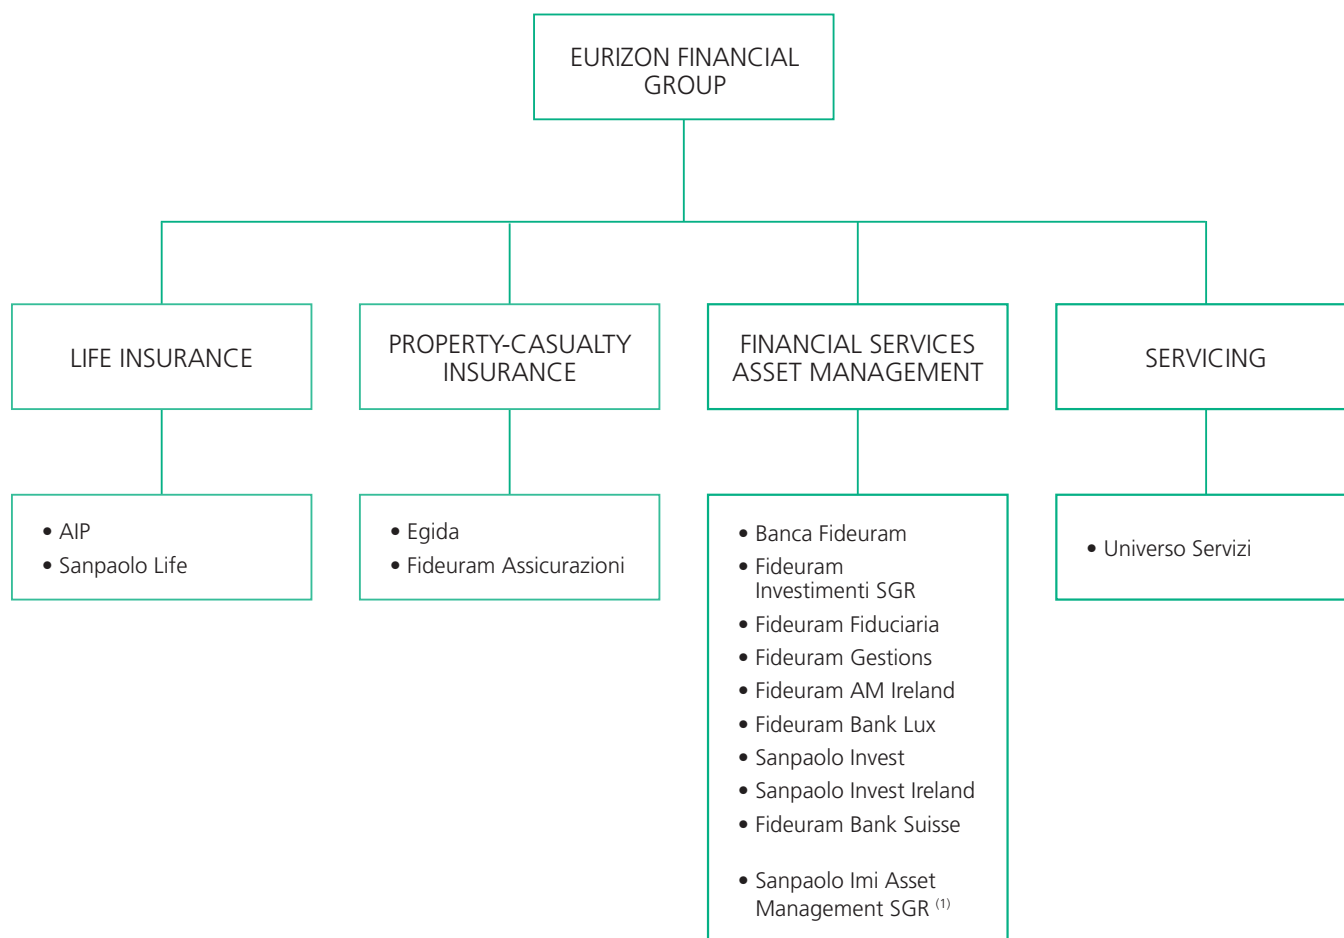 EURIZON FINANCIAL
GROUP
LIFE INSURANCE
PROPERTY-CASUALTY
INSURANCE
FINANCIAL SERVICES
ASSET MANAGEMENT
SERVICING
• AIP
• Sanpaolo Life
• Egida
• Fideuram Assicurazioni
• Banca Fideuram
• Fideuram
Investimenti SGR
• Fideuram Fiduciaria
• Fideuram Gestions
• Fideuram AM Ireland
• Fideuram Bank Lux
• Sanpaolo Invest
• Sanpaolo Invest Ireland
• Fideuram Bank Suisse
• Sanpaolo Imi Asset
Management SGR (1)
• Universo Servizi